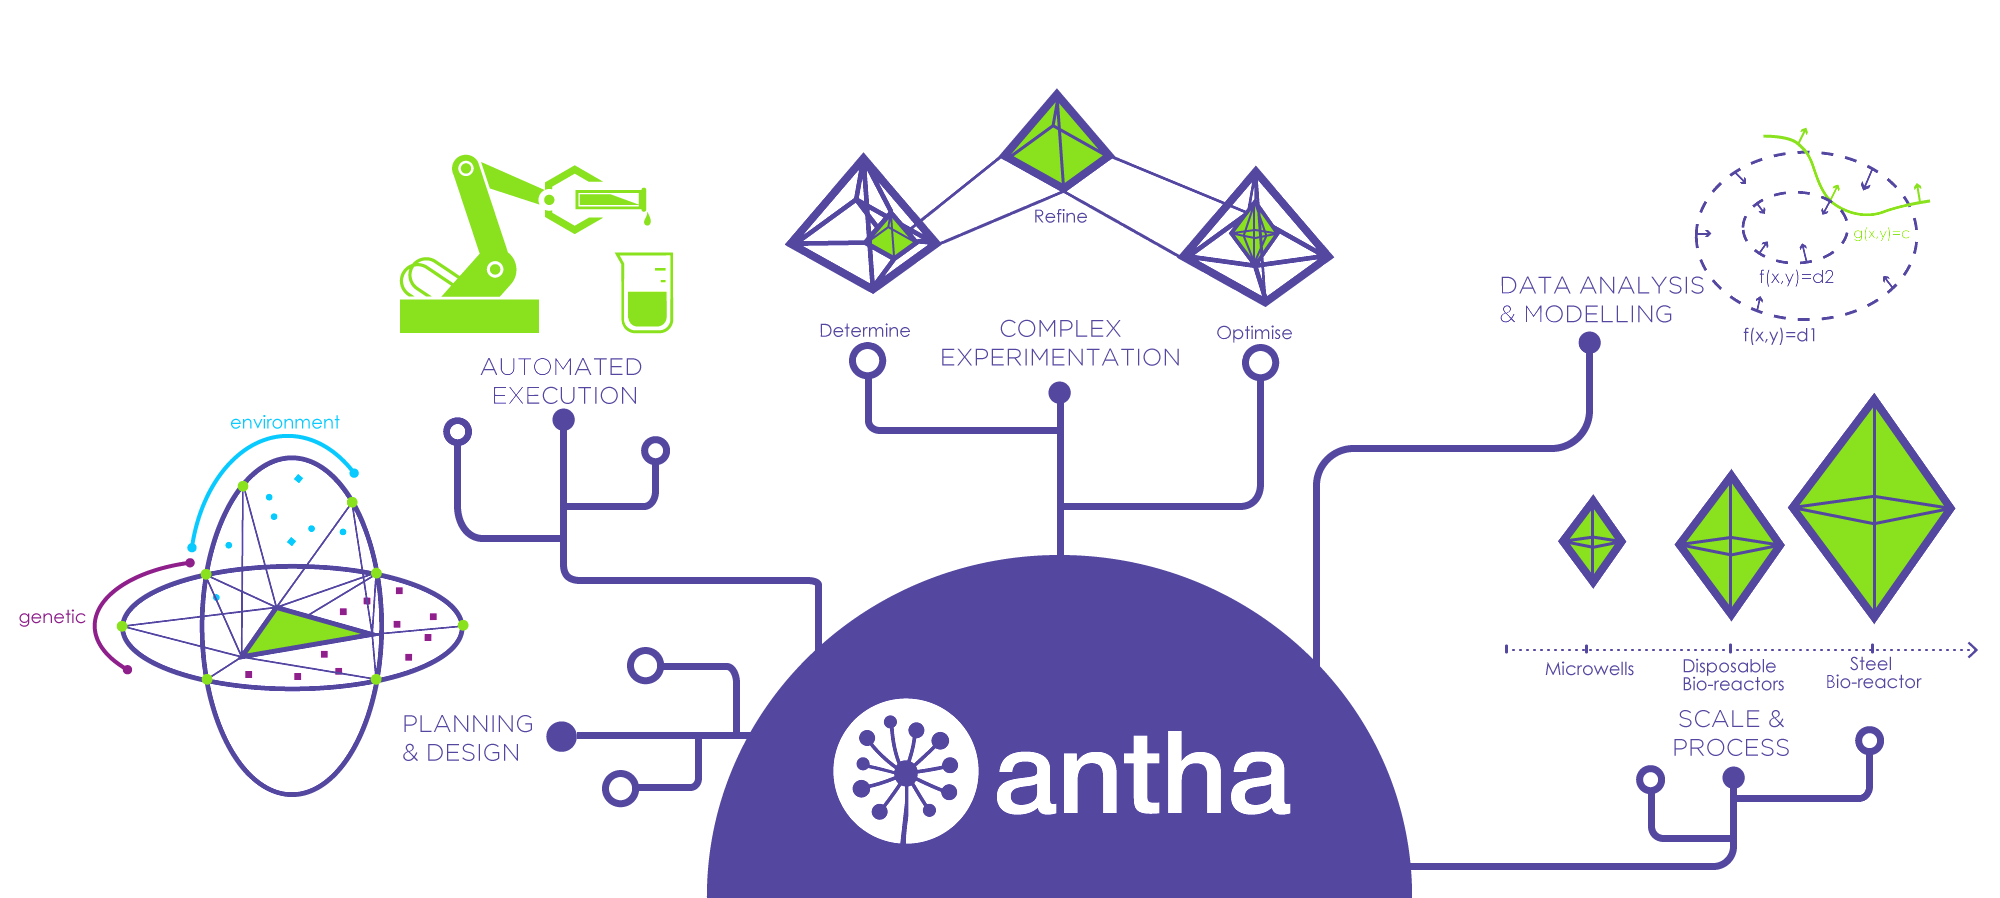 environment
genetic
AUTOMATED
EXECUTION
PLANNING
& DESIGN
Determine
Refine
Optimise
COMPLEX
EXPERIMENTATION
DATA ANALYSIS
& MODELLING
g(x,y)=c
f(x,y)=d2
f(x,y)=d1
Microwells
Disposable
Bio-reactors
Steel
Bio-reactor
SCALE &
PROCESS
antha